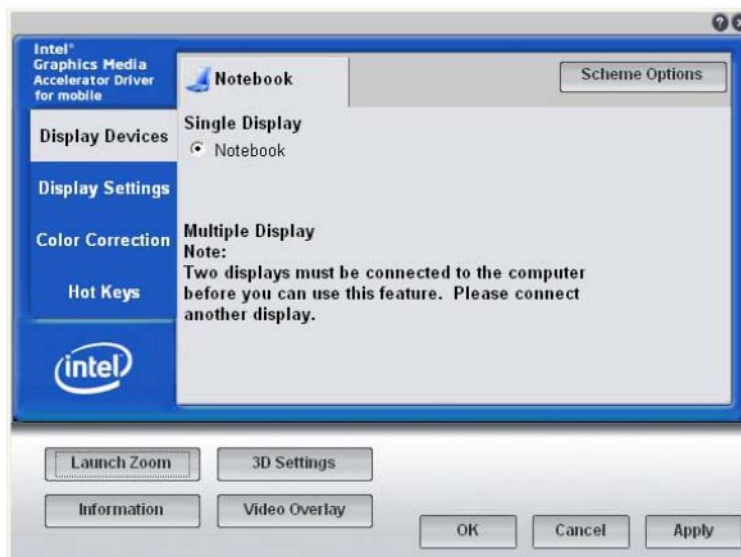 Intel®
Graphics Media
Accelerator Driver
for mobile
Notebook
Scheme Options
Display Devices
Display Settings
Color Correction
Hot Keys
intel
Single Display
Notebook
Multiple Display
Note:
Two displays must be connected to the computer
before you can use this feature. Please connect
another display.
Launch Zoom
3D Settings
Information
Video Overlay
OK
Cancel
Apply